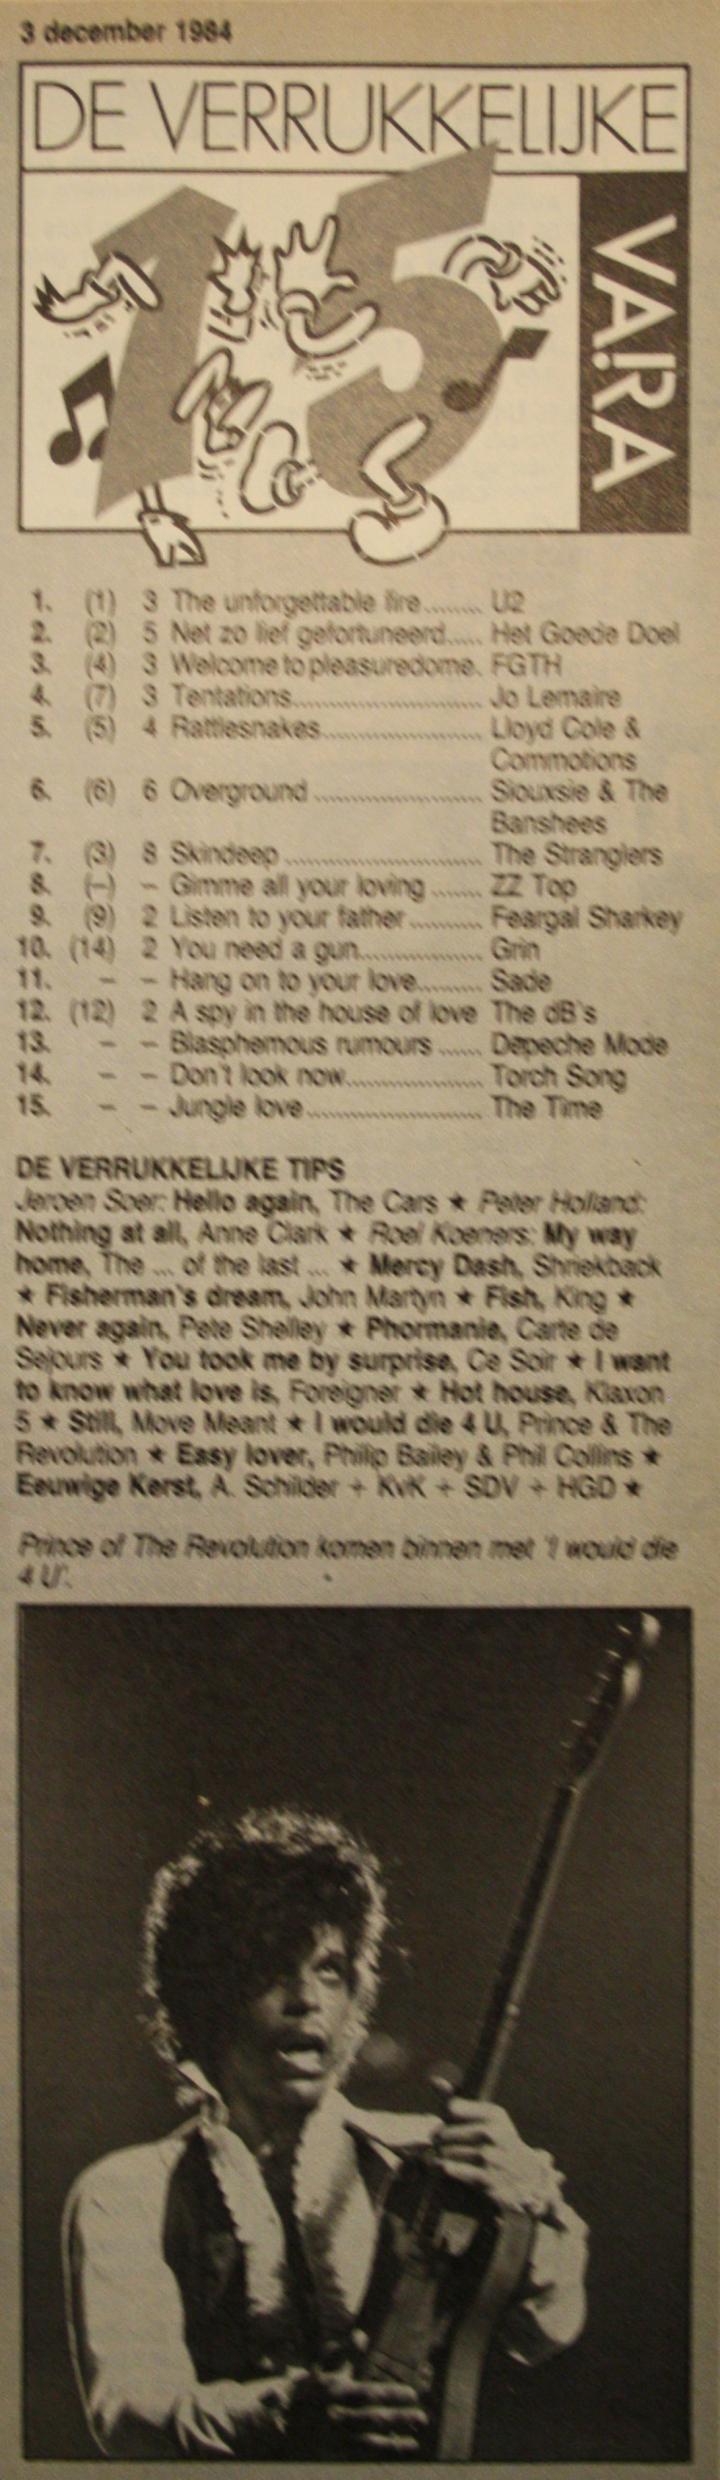 3 december 1984
DE VERRUKKELIJKE
15
VARA
1. (1) 3 The unforgettable fire........ U2
2. (2) 5 Net zo lief gefortuneerd..... Het Goede Doel
3. (4) 3 Welcome to pleasuredome. FGTH
4. (7) 3 Tentations............................ Jo Lemaire
5. (5) 4 Rattlesnakes........................ Lloyd Cole &
Commotions
6. (6) 6 Overground ......................... Siouxsie & The
Banshees
7. (3) 8 Skindeep ............................. The Stranglers
8. (–) – Gimme all your loving ........ ZZ Top
9. (9) 2 Listen to your father............ Feargal Sharkey
10. (14) 2 You need a gun................... Grin
11. – – Hang on to your love.......... Sade
12. (12) 2 A spy in the house of love The dB's
13. – – Blasphemous rumours ....... Depeche Mode
14. – – Don't look now..................... Torch Song
15. – – Jungle love.......................... The Time
DE VERRUKKELIJKE TIPS
Jeroen Soer: Hello again, The Cars ★ Peter Holland:
Nothing at all, Anne Clark ★ Roel Koeners: My way
home, The ... of the last ... ★ Mercy Dash, Shriekback
★ Fisherman's dream, John Martyn ★ Fish, King ★
Never again, Pete Shelley ★ Phormanie, Carte de
Sejours ★ You took me by surprise, Ce Soir ★ I want
to know what love is, Foreigner ★ Hot house, Klaxon
5 ★ Still, Move Meant ★ I would die 4 U, Prince & The
Revolution ★ Easy lover, Philip Bailey & Phil Collins ★
Eeuwige Kerst, A. Schilder + KvK + SDV + HGD ★
Prince of The Revolution komen binnen met 'I would die
4 U'.